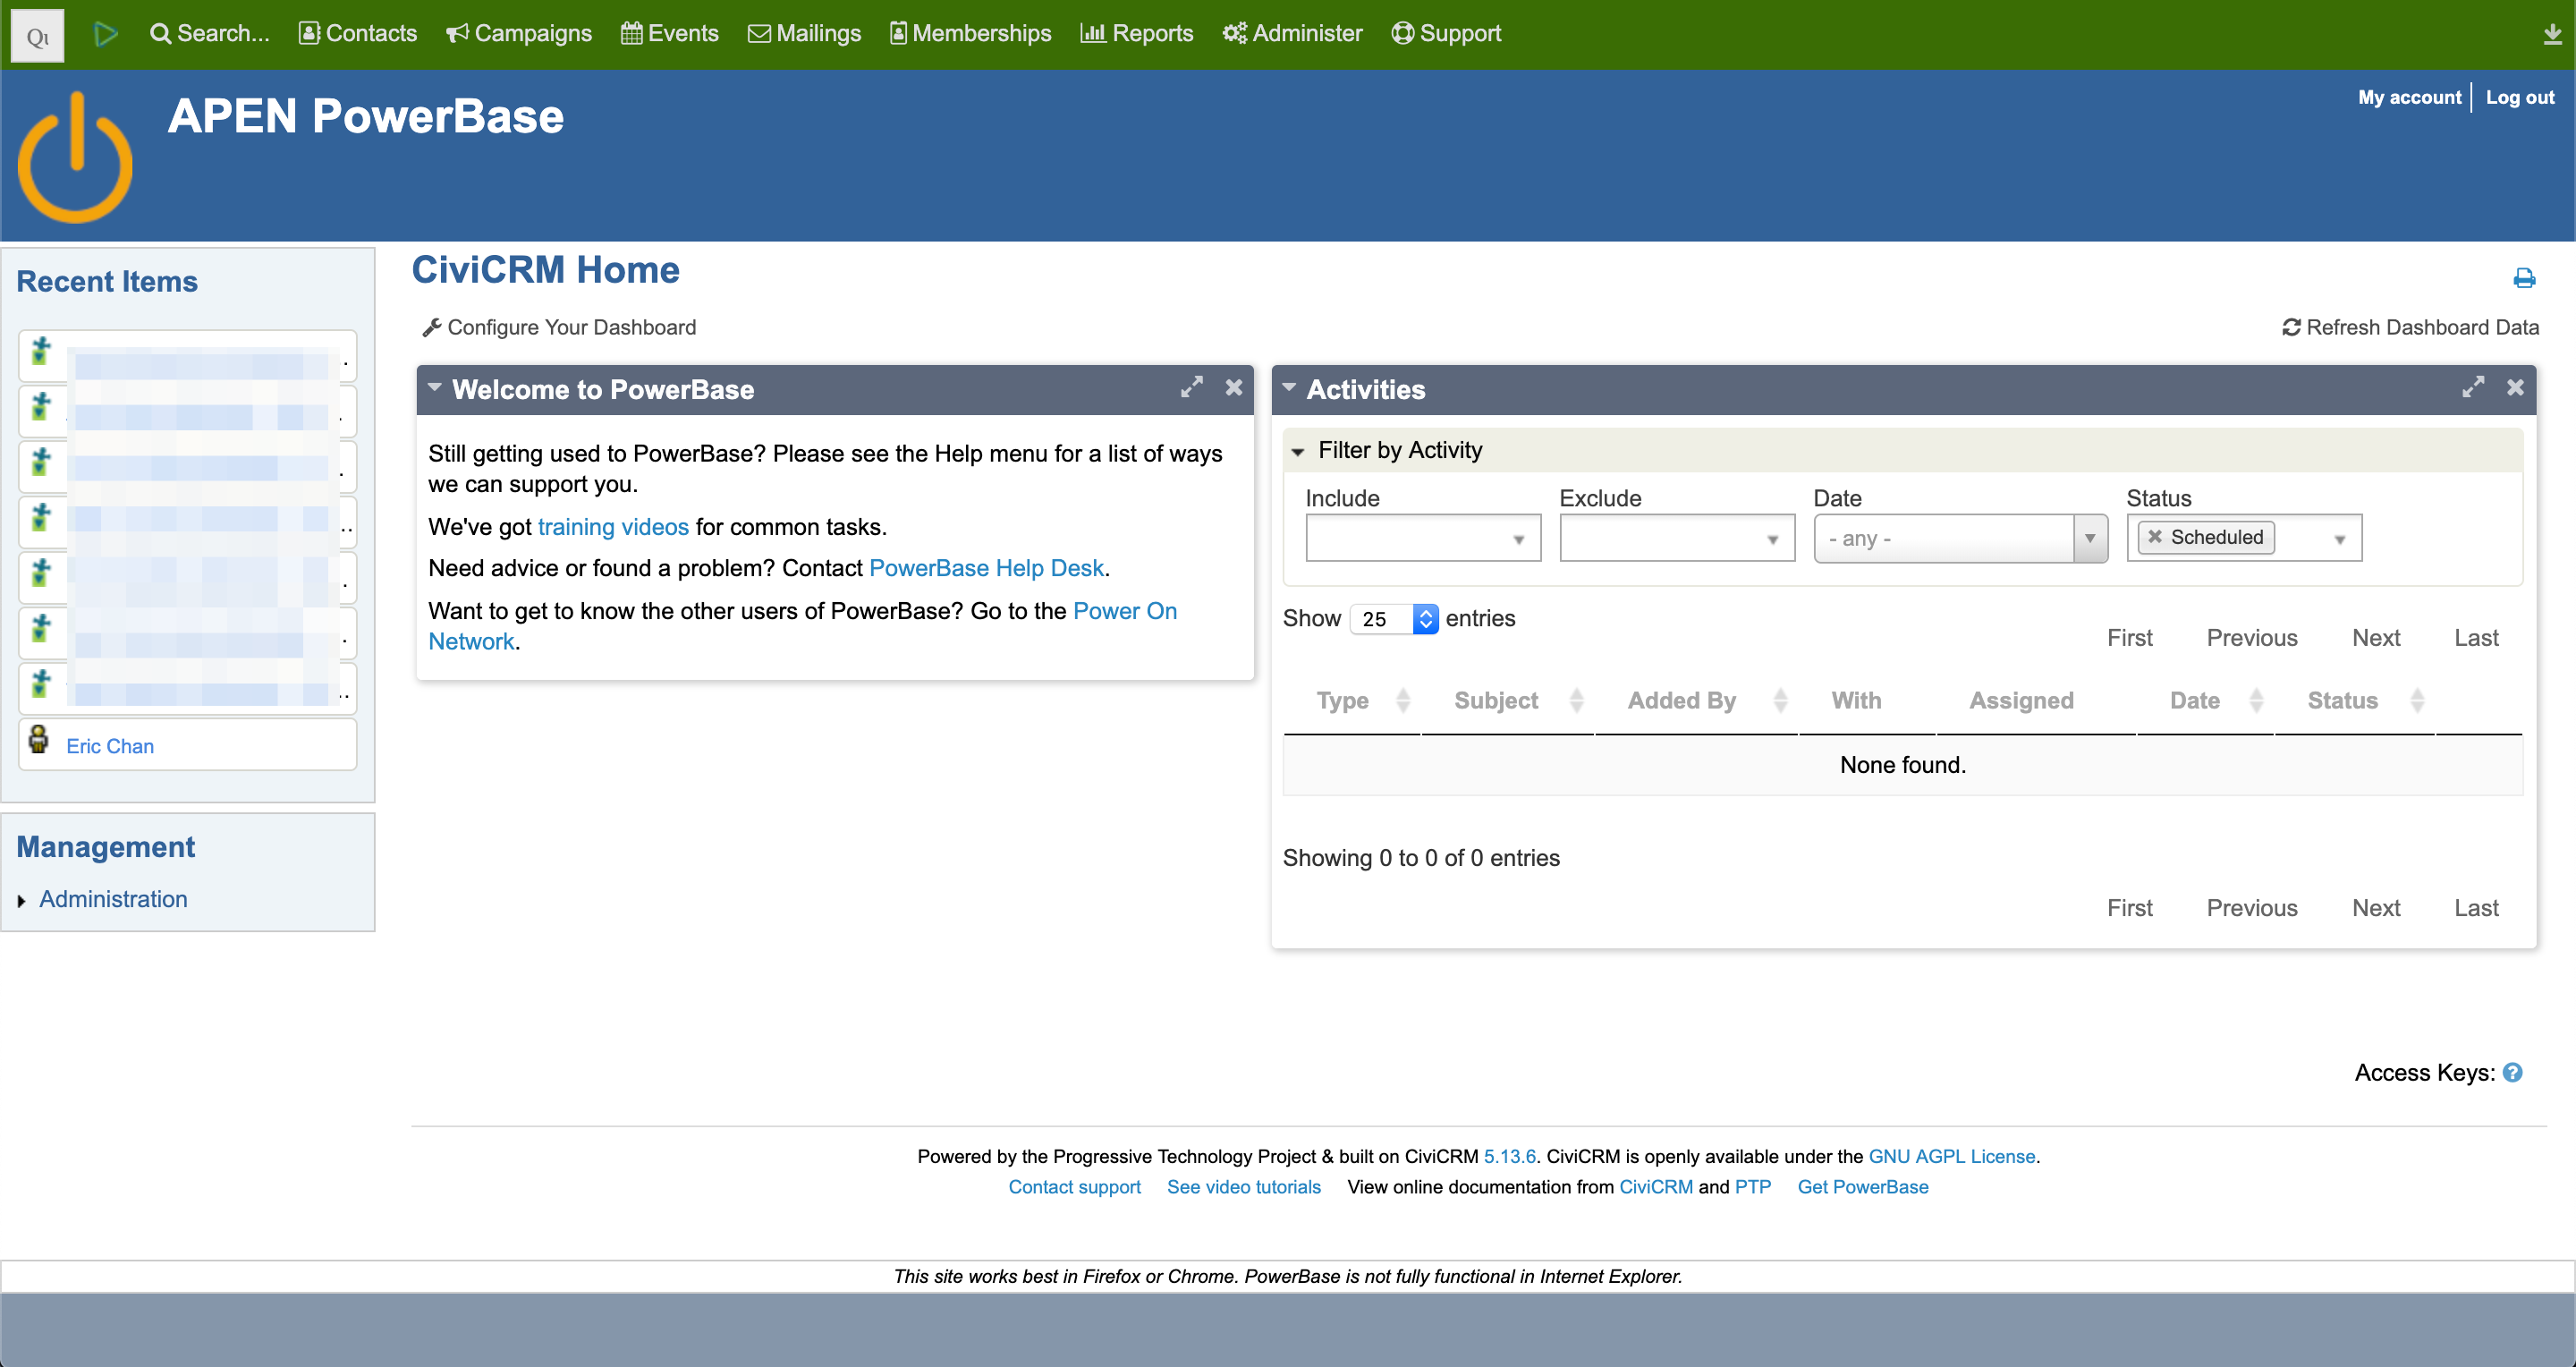 Qu
Search...
Contacts
Campaigns
Events
Mailings
Memberships
Reports
Administer
Support
APEN PowerBase
My account
Log out
Recent Items
Eric Chan
Management
Administration
CiviCRM Home
Configure Your Dashboard
Refresh Dashboard Data
Welcome to PowerBase
Still getting used to PowerBase? Please see the Help menu for a list of ways
we can support you.
We've got training videos for common tasks.
Need advice or found a problem? Contact PowerBase Help Desk.
Want to get to know the other users of PowerBase? Go to the Power On
Network.
Activities
Filter by Activity
Include
Exclude
Date
Status
- any -
Scheduled
Show 25 entries
First Previous Next Last
Type Subject Added By With Assigned Date Status
None found.
Showing 0 to 0 of 0 entries
First Previous Next Last
Access Keys:
Powered by the Progressive Technology Project & built on CiviCRM 5.13.6. CiviCRM is openly available under the GNU AGPL License.
Contact support See video tutorials View online documentation from CiviCRM and PTP Get PowerBase
This site works best in Firefox or Chrome. PowerBase is not fully functional in Internet Explorer.